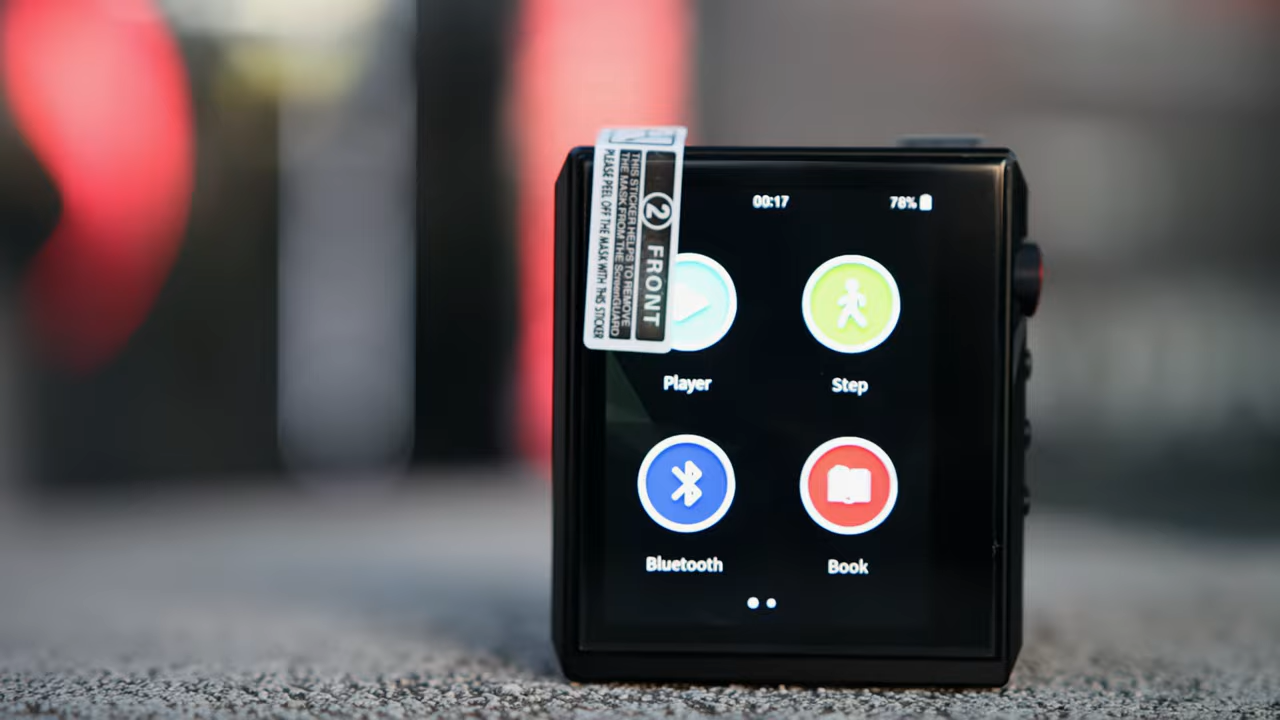 00:17
76%
② FRONT
THIS STICKER HELPS TO REMOVE
THE MASK FROM THE ScreenGUARD
PLEASE PEEL OFF THE MASK WITH THIS STICKER
Player
Step
Bluetooth
Book